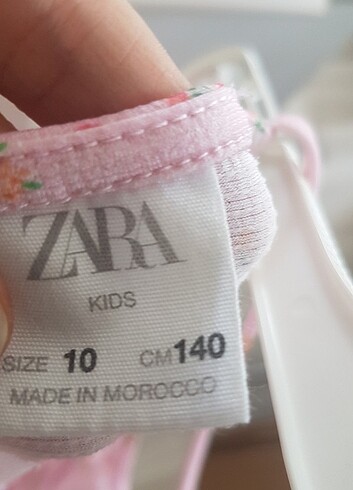 ZARA
KIDS
SIZE 10 CM 140
MADE IN MOROCCO